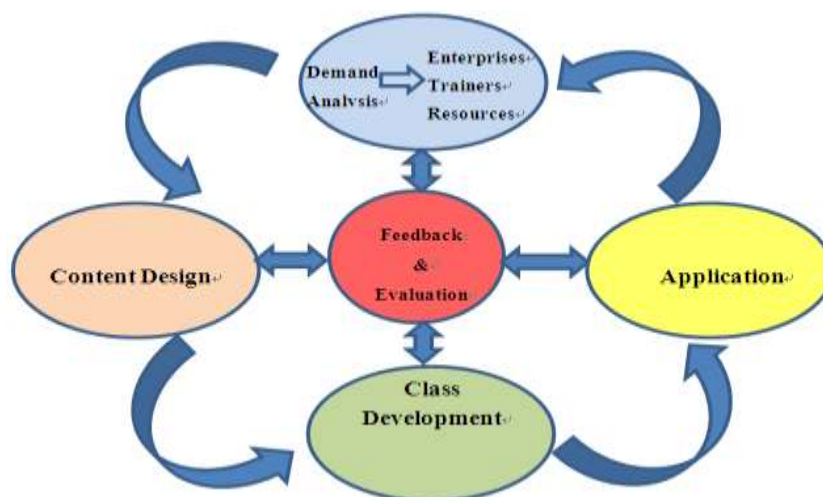 Demand
Analysis
Enterprises
Trainers
Resources
Content Design
Feedback
&
Evaluation
Application
Class
Development